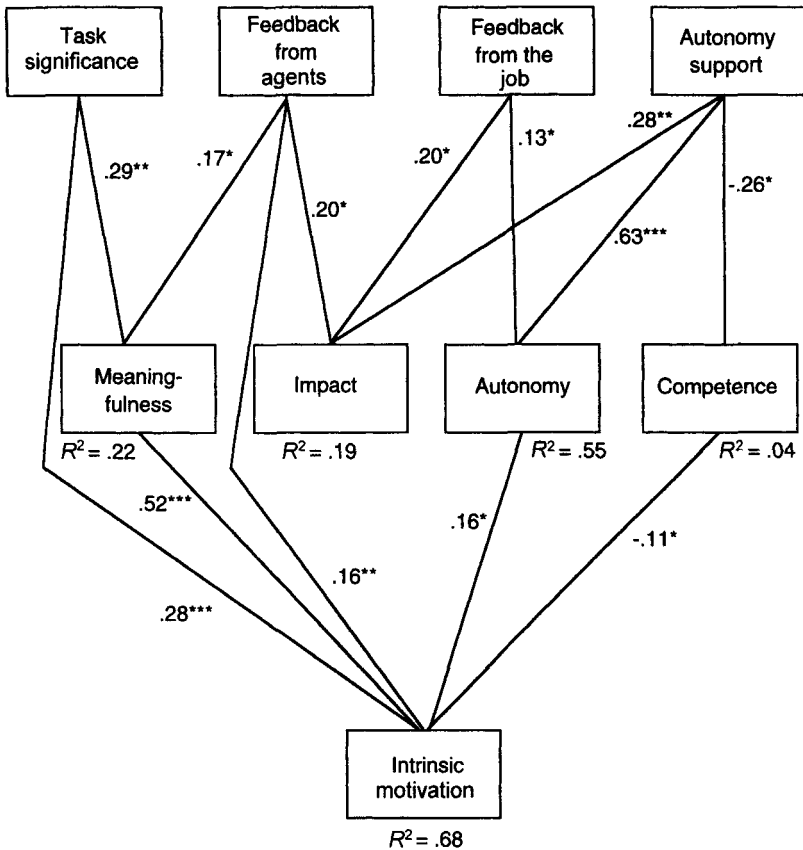 Task
significance
Feedback
from
agents
Feedback
from the
job
Autonomy
support
.29**
.17*
.20*
.20*
.13*
.28**
.63***
-.26*
Meaning-
fulness
Impact
Autonomy
Competence
R² = .22
R² = .19
R² = .55
R² = .04
.52***
.28***
.16**
.16*
-.11*
Intrinsic
motivation
R² = .68